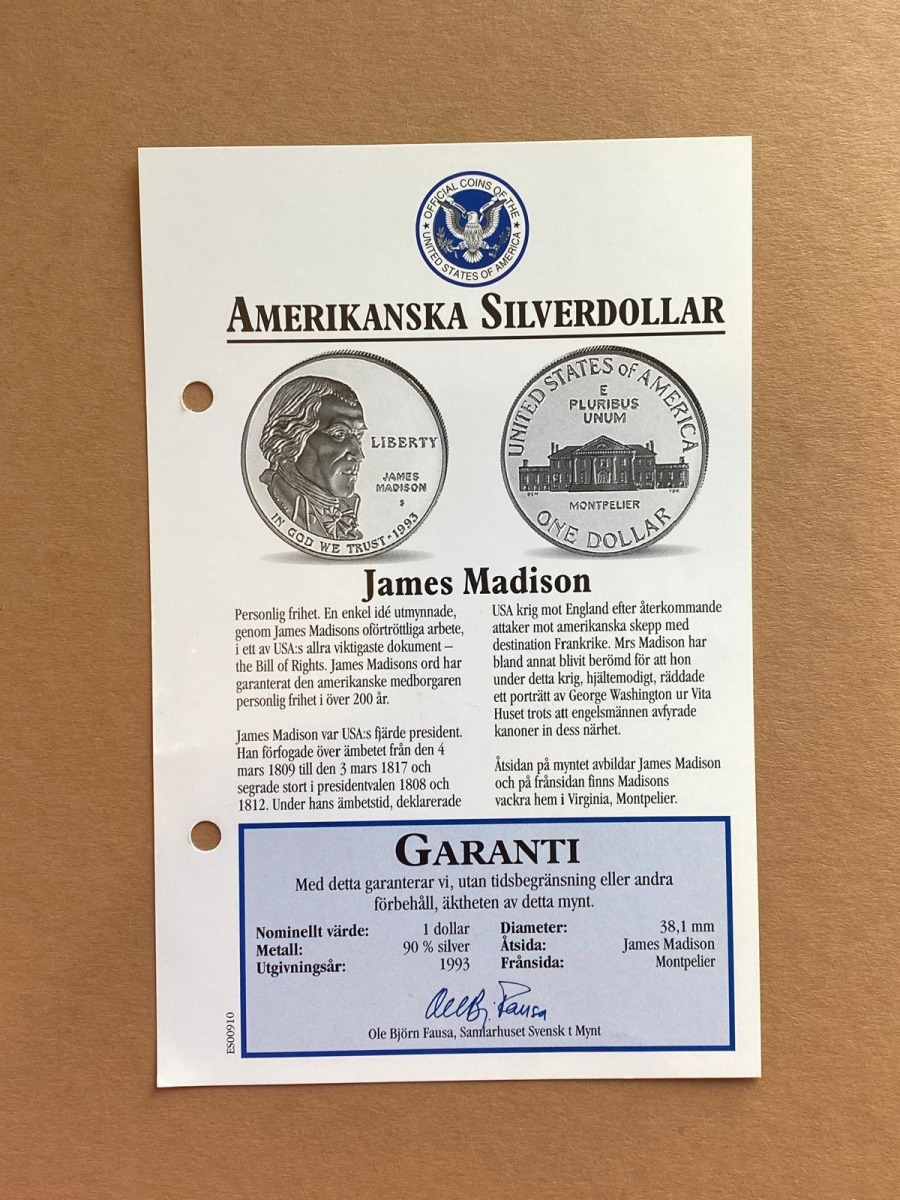 OFFICIAL COINS OF THE
★ UNITED STATES OF AMERICA ★
AMERIKANSKA SILVERDOLLAR
LIBERTY
JAMES
MADISON
S
IN GOD WE TRUST · 1993
UNITED STATES OF AMERICA
E
PLURIBUS
UNUM
MONTPELIER
ONE DOLLAR
James Madison
Personlig frihet. En enkel idé utmynnade,
genom James Madisons oförtröttliga arbete,
i ett av USA:s allra viktigaste dokument –
the Bill of Rights. James Madisons ord har
garanterat den amerikanske medborgaren
personlig frihet i över 200 år.
James Madison var USA:s fjärde president.
Han förfogade över ämbetet från den 4
mars 1809 till den 3 mars 1817 och
segrade stort i presidentvalen 1808 och
1812. Under hans ämbetstid, deklarerade
USA krig mot England efter återkommande
attaker mot amerikanska skepp med
destination Frankrike. Mrs Madison har
bland annat blivit berömd för att hon
under detta krig, hjältemodigt, räddade
ett porträtt av George Washington ur Vita
Huset trots att engelsmännen avfyrade
kanoner in dess närhet.
Åtsidan på myntet avbildar James Madison
och på frånsidan finns Madisons
vackra hem i Virginia, Montpelier.
GARANTI
Med detta garanterar vi, utan tidsbegränsning eller andra
förbehåll, äktheten av detta mynt.
Nominellt värde: 1 dollar
Metall: 90 % silver
Utgivningsår: 1993
Diameter: 38,1 mm
Åtsida: James Madison
Frånsida: Montpelier
Ole Björn Fausa, Samlarhuset Svensk t Mynt
ES00910